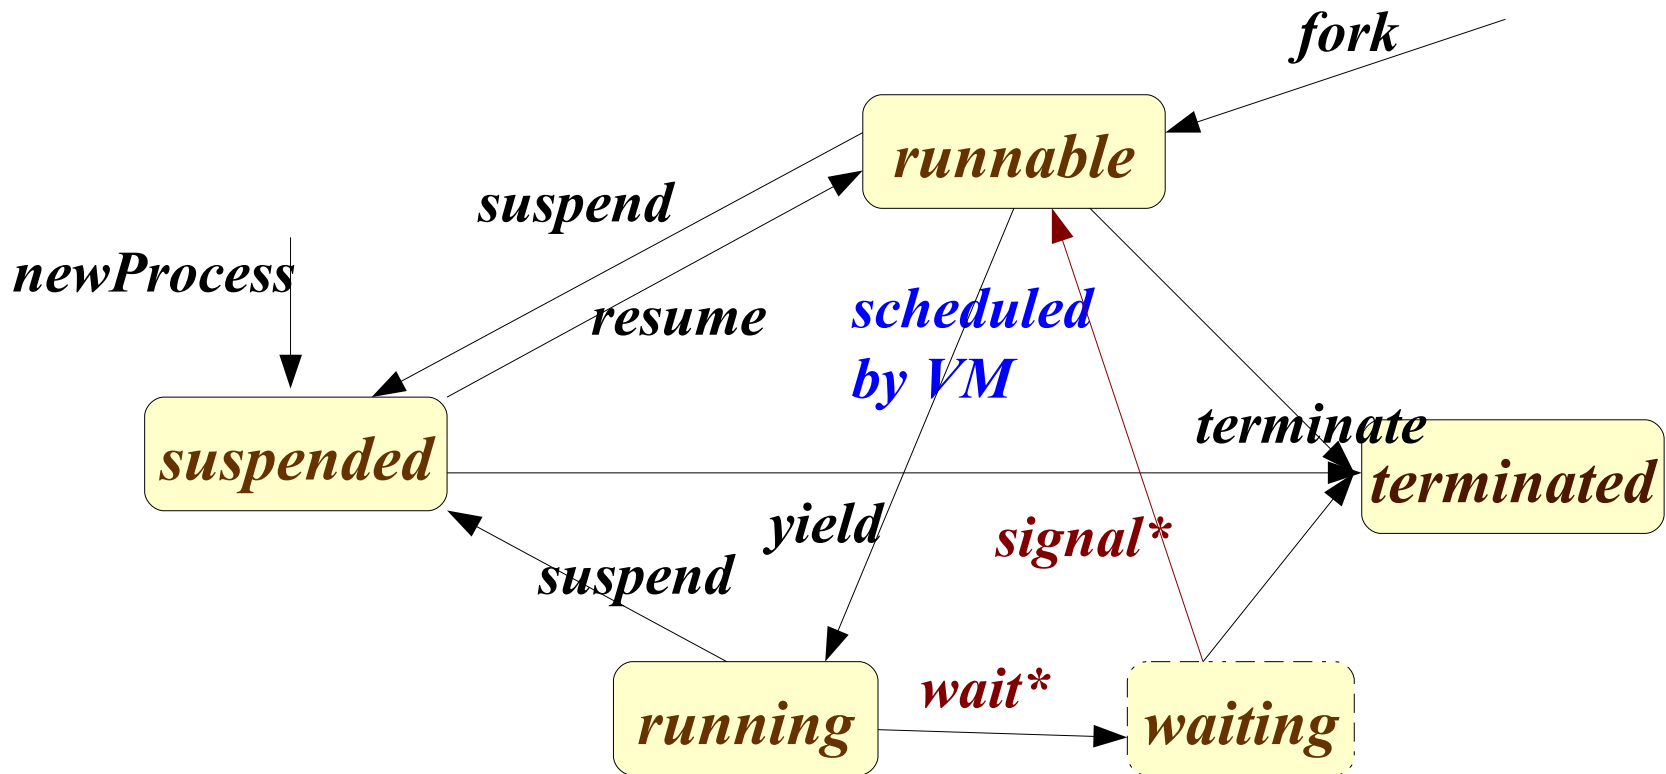 fork
runnable
suspend
newProcess
resume
scheduled
by VM
terminate
suspended
terminated
yield
signal*
suspend
wait*
running
waiting